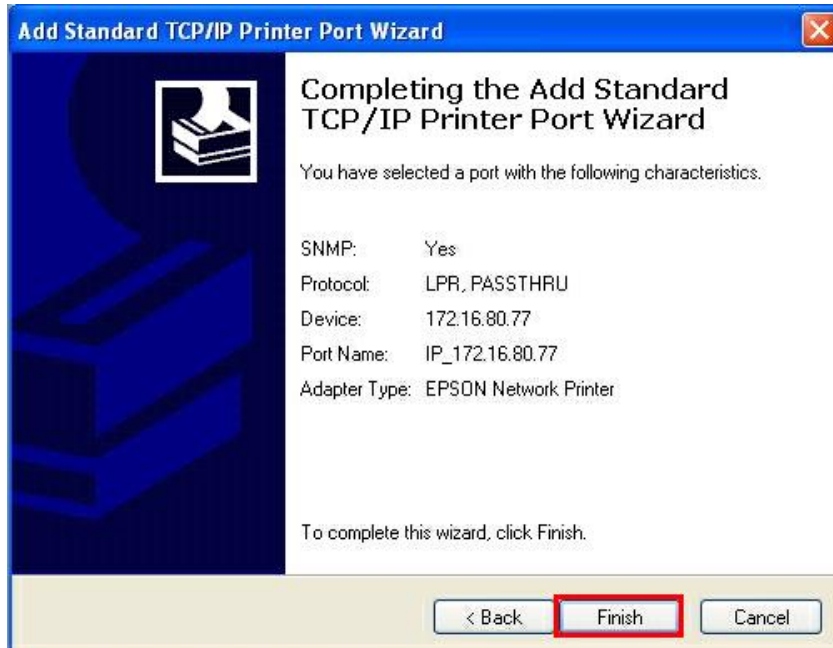 Add Standard TCP/IP Printer Port Wizard
Completing the Add Standard
TCP/IP Printer Port Wizard
You have selected a port with the following characteristics.
SNMP: Yes
Protocol: LPR, PASSTHRU
Device: 172.16.80.77
Port Name: IP_172.16.80.77
Adapter Type: EPSON Network Printer
To complete this wizard, click Finish.
< Back Finish Cancel